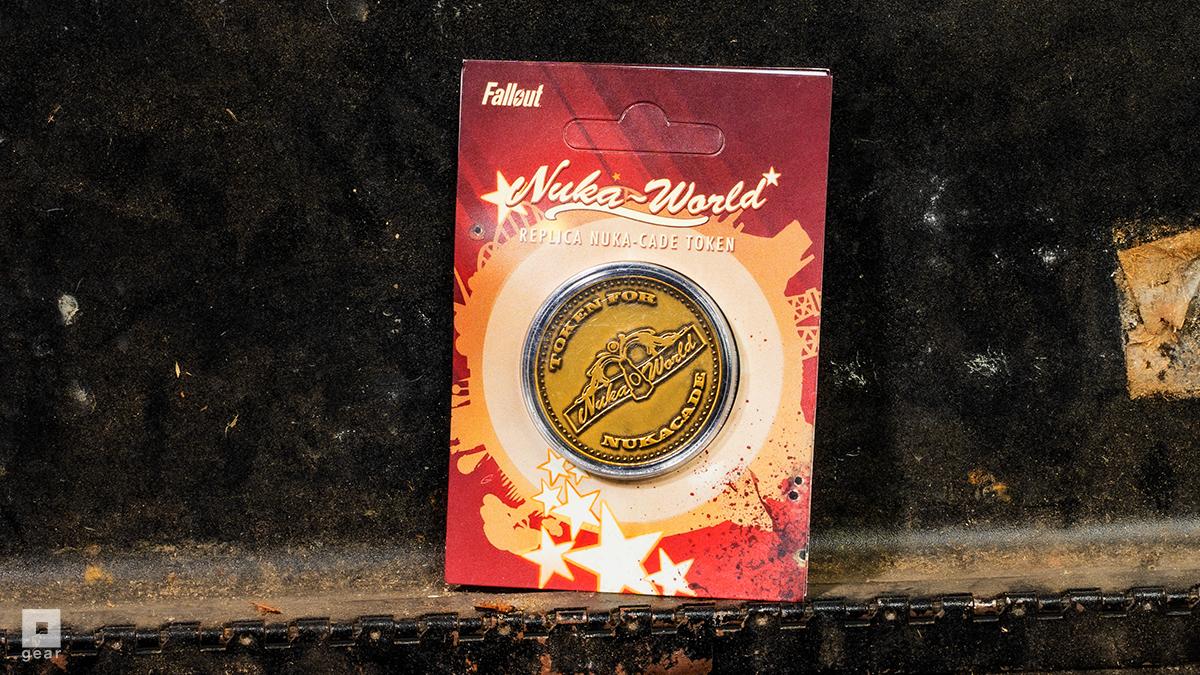 Fallout
Nuka~World
REPLICA NUKA-CADE TOKEN
TOKEN FOR
Nuka World
NUKACADE
gear